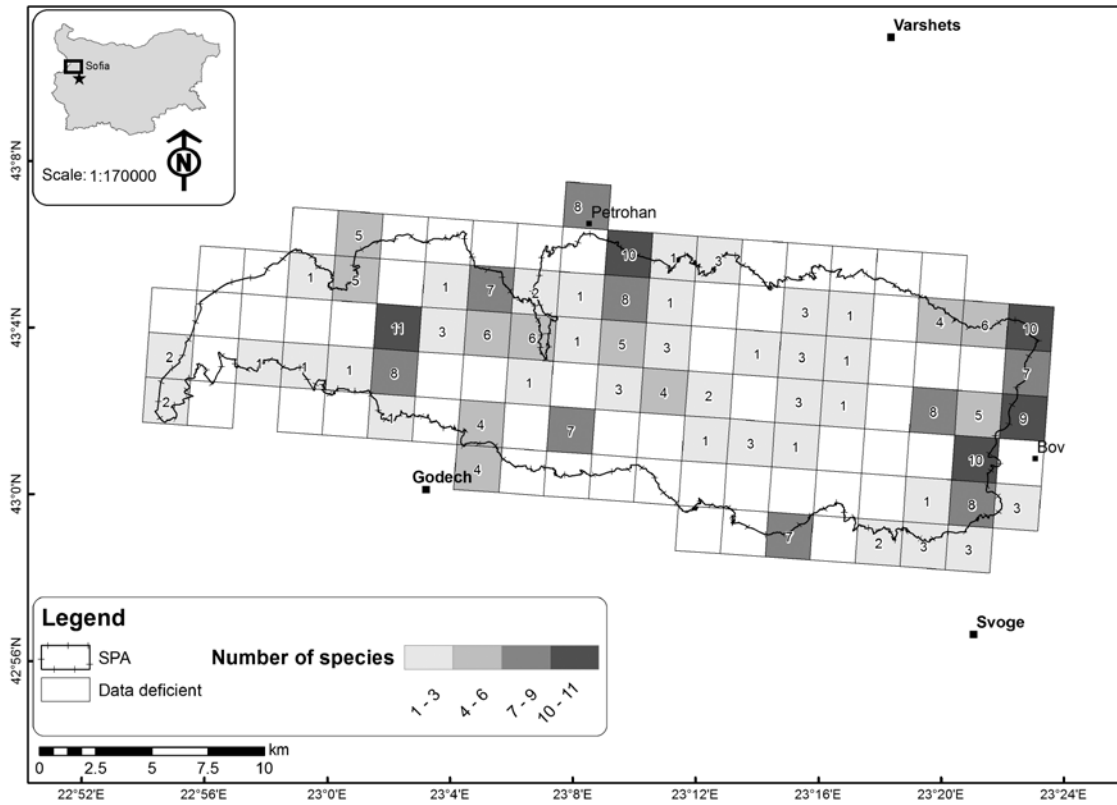 Varshets
Sofia
N
Scale: 1:170000
43°8'N
43°4'N
43°0'N
42°56'N
8
Petrohan
5
10
1
3
1
5
1
7
2
1
8
1
3
1
4
6
10
11
3
6
6
1
5
3
1
3
1
7
2
1
1
1
8
1
3
4
2
3
1
8
5
9
2
1
4
7
1
3
1
10
Bov
4
1
8
3
Godech
7
2
3
3
Svoge
Legend
SPA
Data deficient
Number of species
1 - 3
4 - 6
7 - 9
10 - 11
km
0 2.5 5 7.5 10
22°52'E 22°56'E 23°0'E 23°4'E 23°8'E 23°12'E 23°16'E 23°20'E 23°24'E